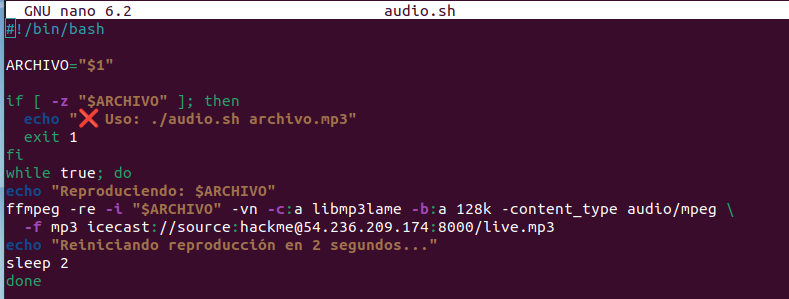 GNU nano 6.2 audio.sh
#!/bin/bash
ARCHIVO="$1"
if [ -z "$ARCHIVO" ]; then
echo "❌ Uso: ./audio.sh archivo.mp3"
exit 1
fi
while true; do
echo "Reproduciendo: $ARCHIVO"
ffmpeg -re -i "$ARCHIVO" -vn -c:a libmp3lame -b:a 128k -content_type audio/mpeg \
-f mp3 icecast://source:hackme@54.236.209.174:8000/live.mp3
echo "Reiniciando reproducción en 2 segundos..."
sleep 2
done